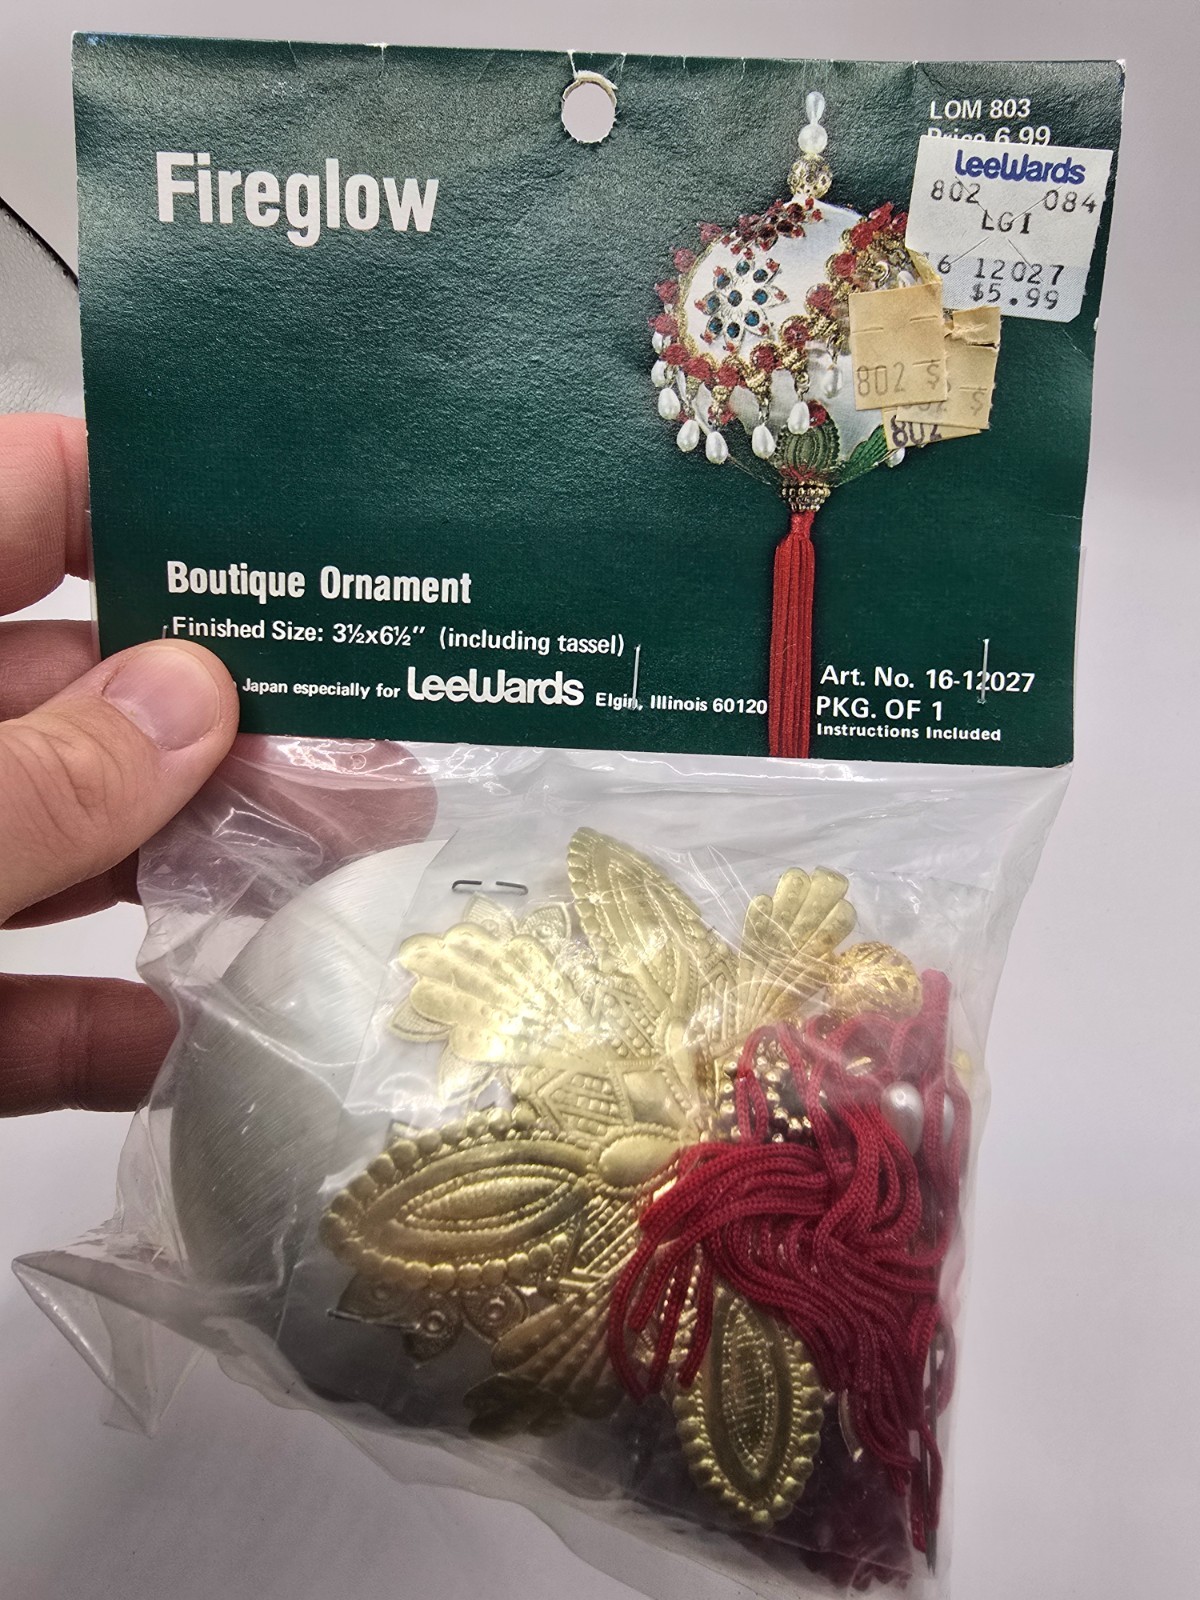 Fireglow
LOM 803
Price 6.99
LeeWards
802 084
LGI
16 12027
$5.99
802 $
$
802
Boutique Ornament
Finished Size: 3½x6½" (including tassel)
Japan especially for LeeWards Elgin, Illinois 60120
Art. No. 16-12027
PKG. OF 1
Instructions Included